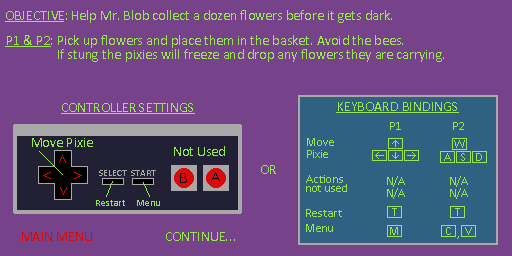 OBJECTIVE: Help Mr. Blob collect a dozen flowers before it gets dark.
P1 & P2: Pick up flowers and place them in the basket. Avoid the bees.
If stung the pixies will freeze and drop any flowers they are carrying.
CONTROLLER SETTINGS
Move Pixie
Not Used
SELECT START
B A
Restart Menu
OR
KEYBOARD BINDINGS
P1 P2
Move Pixie ↑ ← ↓ → W A S D
Actions not used N/A N/A N/A N/A
Restart T T
Menu M C, V
MAIN MENU
CONTINUE...